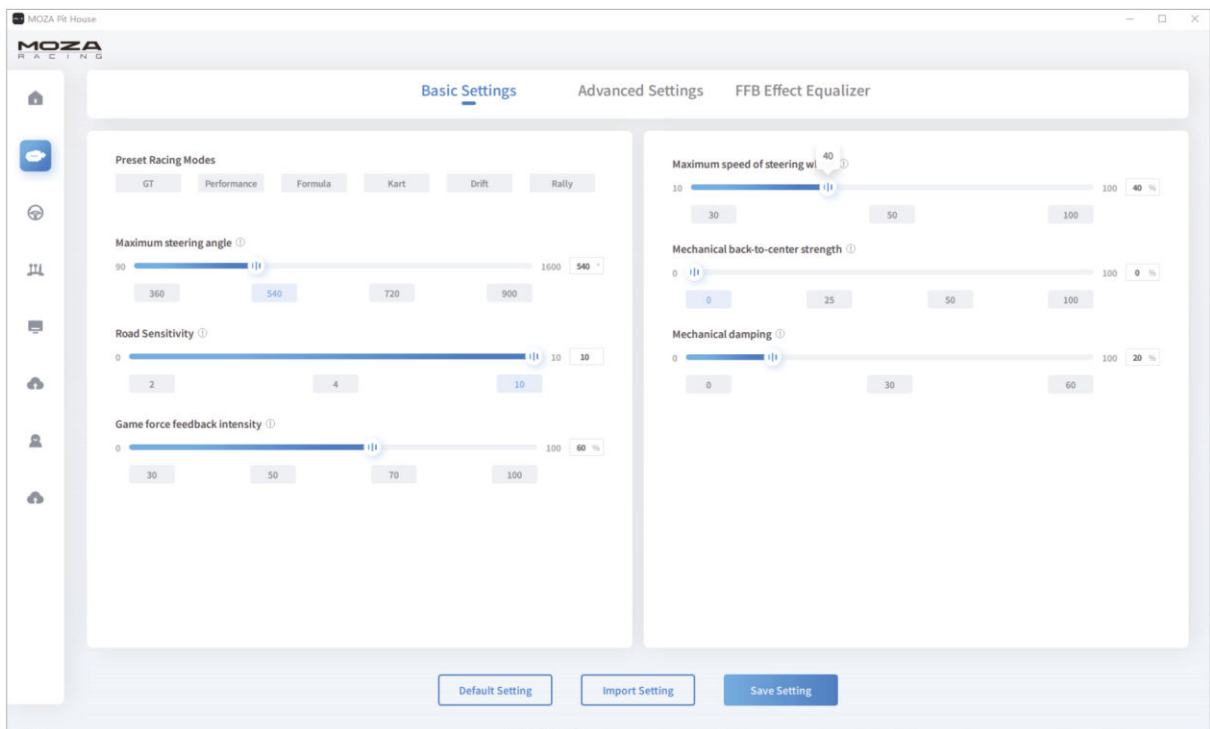 MOZA Pit House
MOZA
RACING
Basic Settings Advanced Settings FFB Effect Equalizer
Preset Racing Modes
GT Performance Formula Kart Drift Rally
Maximum steering angle
90 1600 540 °
360 540 720 900
Road Sensitivity
0 10 10
2 4 10
Game force feedback intensity
0 100 60 %
30 50 70 100
40
Maximum speed of steering
10 100 40 %
30 50 100
Mechanical back-to-center strength
0 100 0 %
0 25 50 100
Mechanical damping
0 100 20 %
0 30 60
Default Setting Import Setting Save Setting